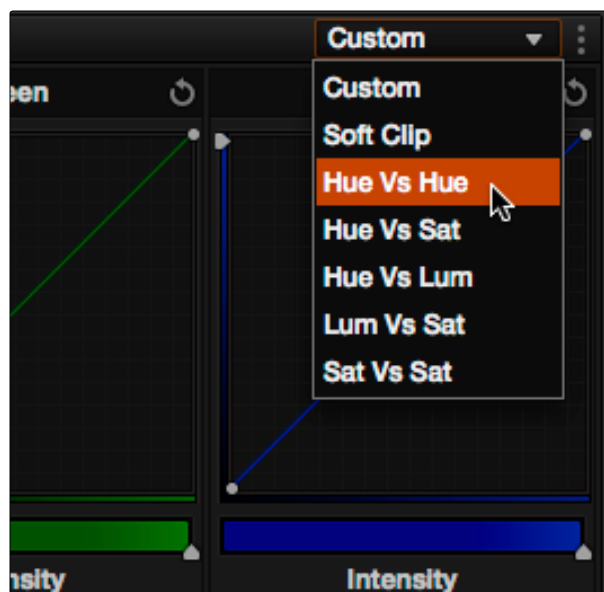 Custom
een
Custom
Soft Clip
Hue Vs Hue
Hue Vs Sat
Hue Vs Lum
Lum Vs Sat
Sat Vs Sat
nsity
Intensity